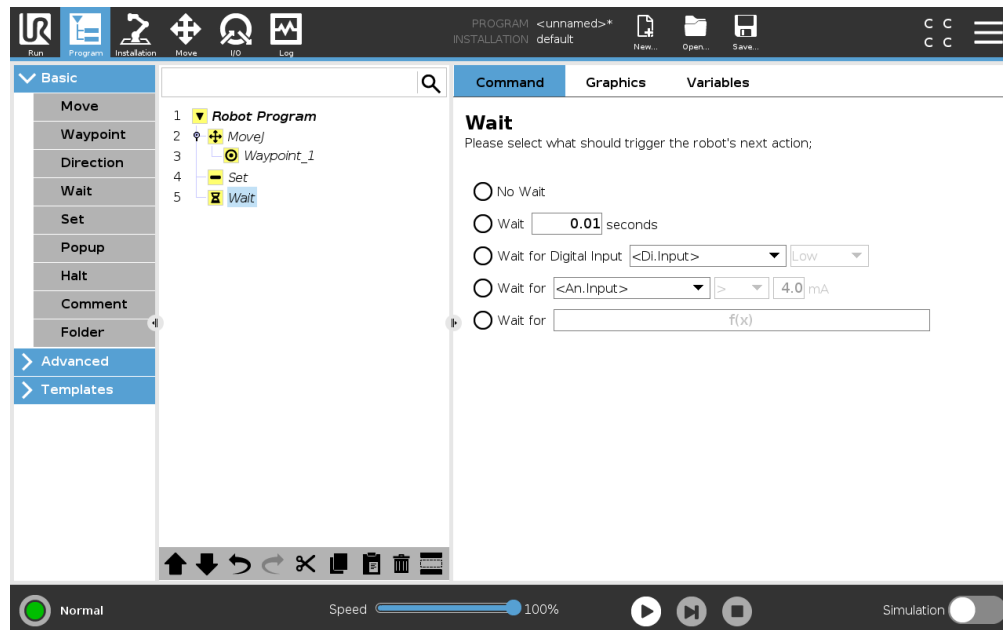 PROGRAM <unnamed>*
INSTALLATION default
UR
Run
Program
Installation
Move
I/O
Log
New...
Open...
Save...
C C
C C
Basic
Move
Waypoint
Direction
Wait
Set
Popup
Halt
Comment
Folder
Advanced
Templates
1 Robot Program
2 MoveJ
3 Waypoint_1
4 Set
5 Wait
Command Graphics Variables
Wait
Please select what should trigger the robot's next action;
No Wait
Wait 0.01 seconds
Wait for Digital Input <Di.Input> Low
Wait for <An.Input> > 4.0 mA
Wait for f(x)
Normal
Speed 100%
Simulation